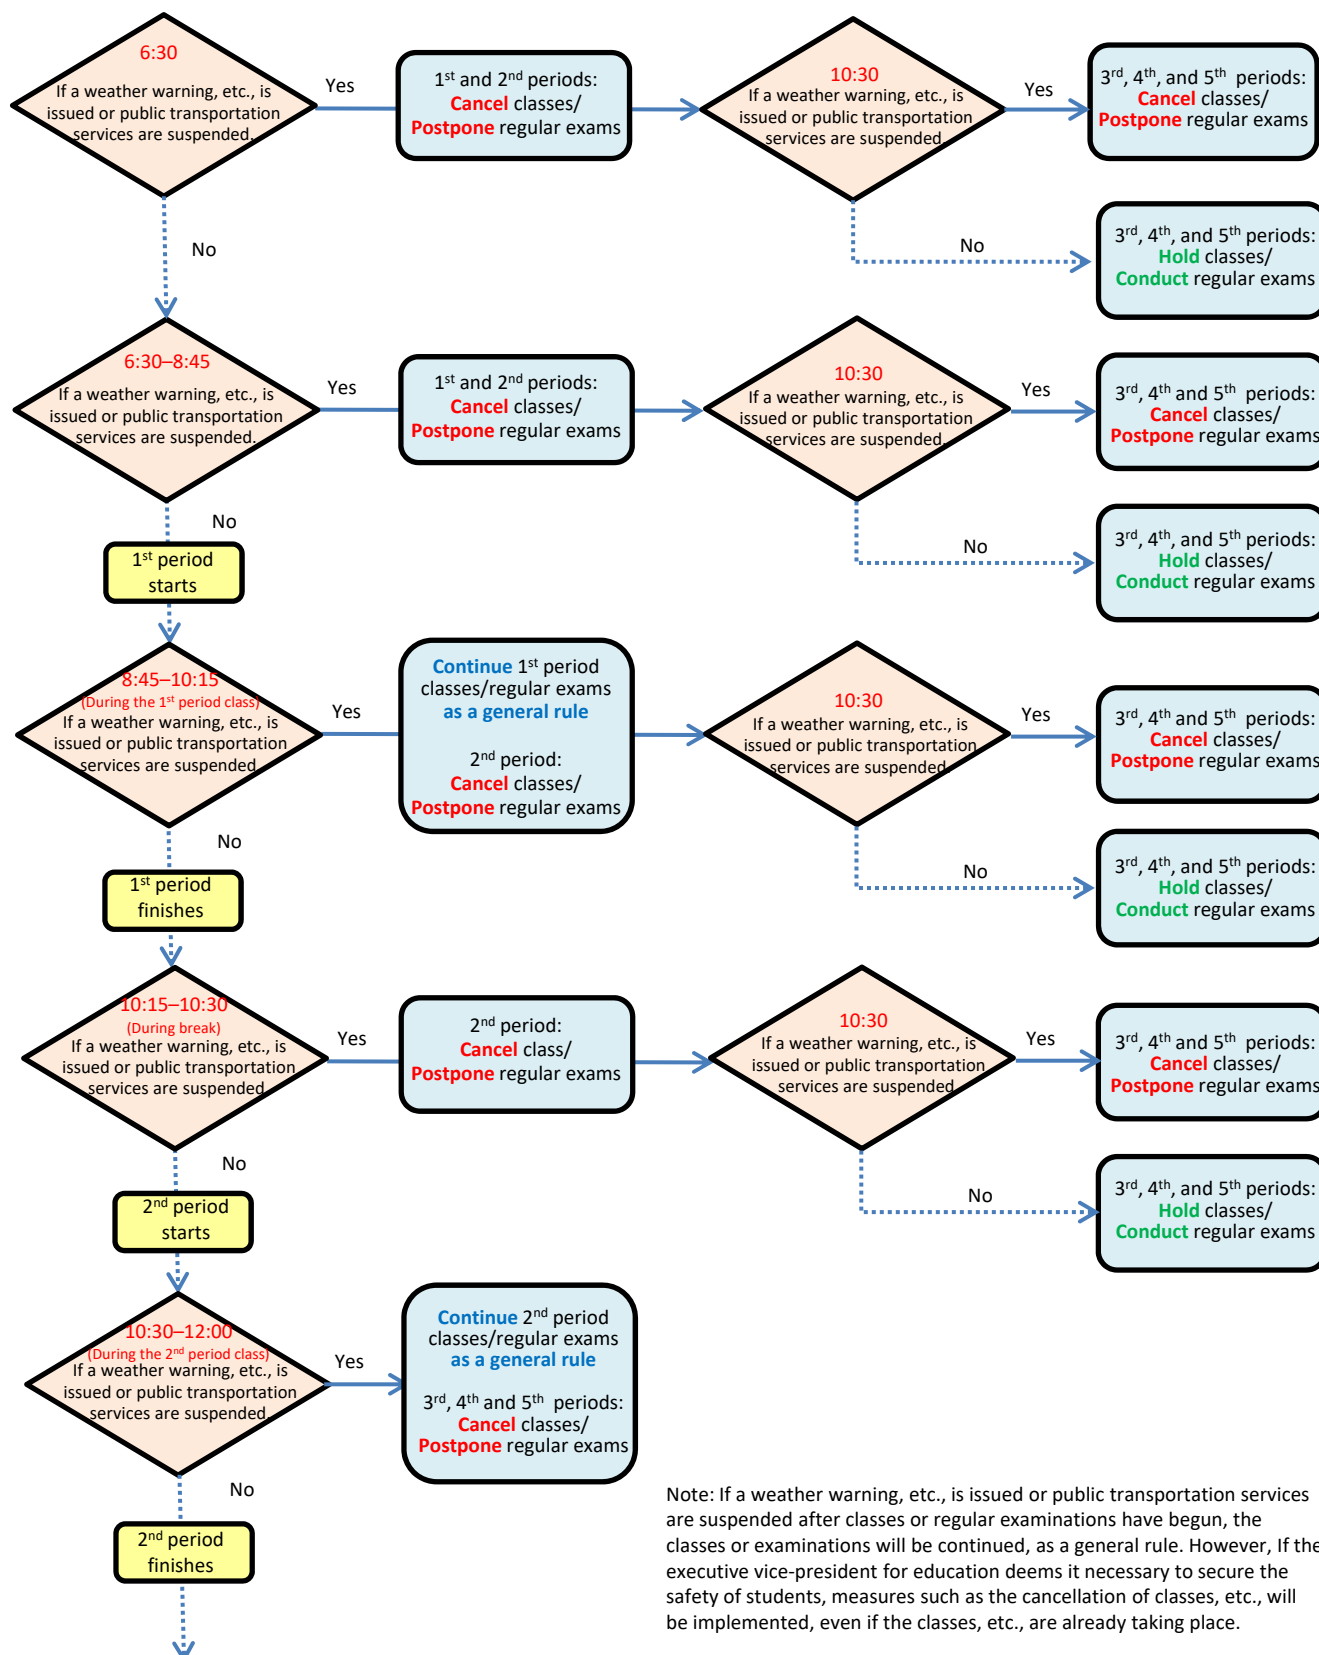 6:30
If a weather warning, etc., is
issued or public transportation
services are suspended.
Yes
1st and 2nd periods:
Cancel classes/
Postpone regular exams
10:30
If a weather warning, etc., is
issued or public transportation
services are suspended.
Yes
3rd, 4th, and 5th periods:
Cancel classes/
Postpone regular exams
No
No
3rd, 4th, and 5th periods:
Hold classes/
Conduct regular exams
6:30–8:45
If a weather warning, etc., is
issued or public transportation
services are suspended.
Yes
1st and 2nd periods:
Cancel classes/
Postpone regular exams
10:30
If a weather warning, etc., is
issued or public transportation
services are suspended.
Yes
3rd, 4th, and 5th periods:
Cancel classes/
Postpone regular exams
No
No
3rd, 4th, and 5th periods:
Hold classes/
Conduct regular exams
1st period
starts
8:45–10:15
(During the 1st period class)
If a weather warning, etc., is
issued or public transportation
services are suspended.
Yes
Continue 1st period
classes/regular exams
as a general rule
2nd period:
Cancel classes/
Postpone regular exams
10:30
If a weather warning, etc., is
issued or public transportation
services are suspended.
Yes
3rd, 4th, and 5th periods:
Cancel classes/
Postpone regular exams
No
No
3rd, 4th, and 5th periods:
Hold classes/
Conduct regular exams
1st period
finishes
10:15–10:30
(During break)
If a weather warning, etc., is
issued or public transportation
services are suspended
Yes
2nd period:
Cancel class/
Postpone regular exams
10:30
If a weather warning, etc., is
issued or public transportation
services are suspended
Yes
3rd, 4th, and 5th periods:
Cancel classes/
Postpone regular exams
No
No
3rd, 4th, and 5th periods:
Hold classes/
Conduct regular exams
2nd period
starts
10:30–12:00
(During the 2nd period class)
If a weather warning, etc., is
issued or public transportation
services are suspended.
Yes
Continue 2nd period
classes/regular exams
as a general rule
3rd, 4th and 5th periods:
Cancel classes/
Postpone regular exams
No
2nd period
finishes
Note: If a weather warning, etc., is issued or public transportation services
are suspended after classes or regular examinations have begun, the
classes or examinations will be continued, as a general rule. However, If the
executive vice-president for education deems it necessary to secure the
safety of students, measures such as the cancellation of classes, etc., will
be implemented, even if the classes, etc., are already taking place.